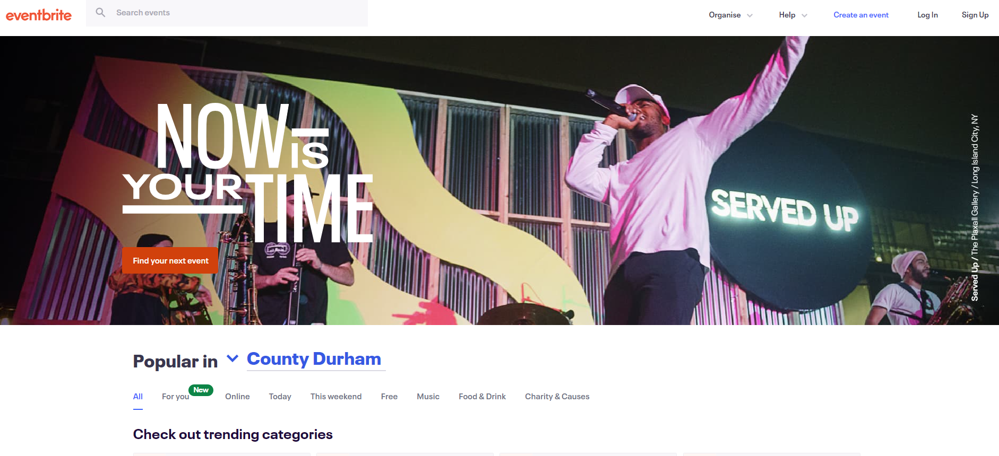 eventbrite
Search events
Organise
Help
Create an event
Log In
Sign Up
NOW
is
YOUR
TIME
Find your next event
SERVED UP
Served Up / The Plaxall Gallery / Long Island City, NY
Popular in
County Durham
All
For you
New
Online
Today
This weekend
Free
Music
Food & Drink
Charity & Causes
Check out trending categories